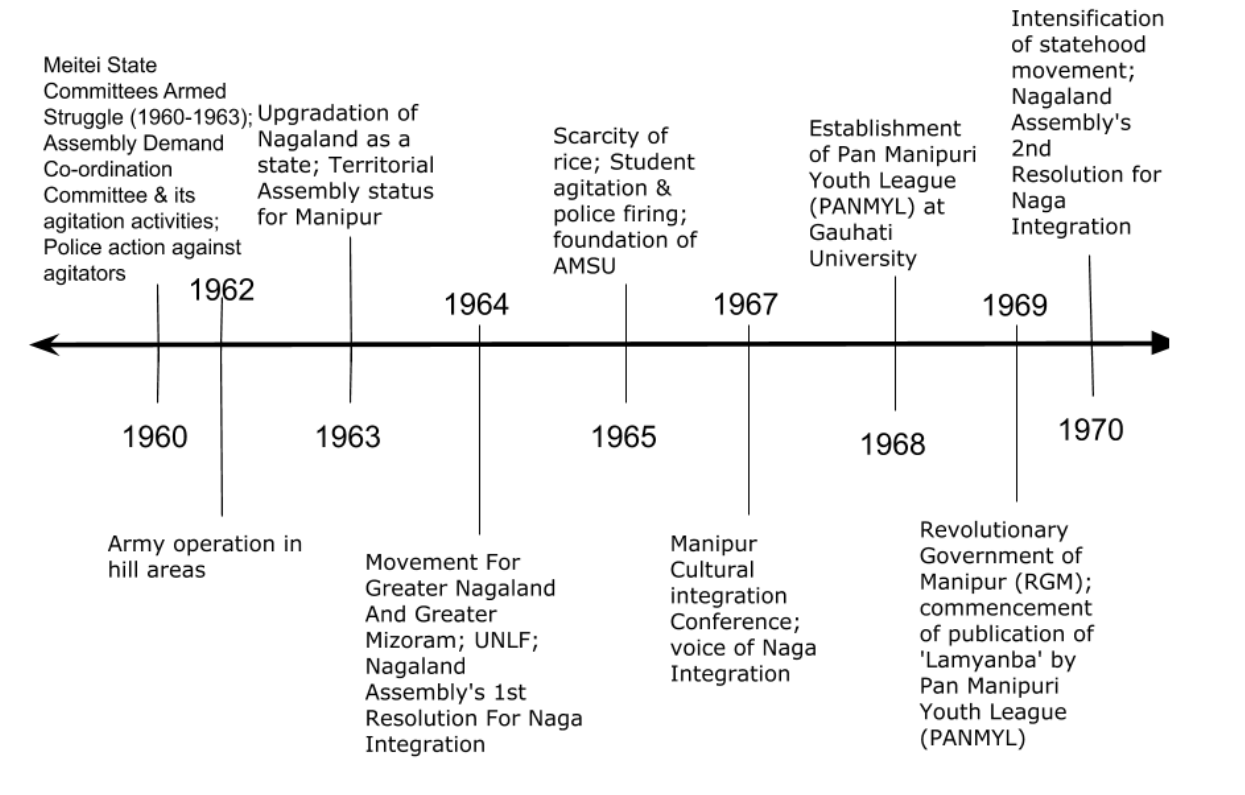 Meitei State
Committees Armed
Struggle (1960-1963);
Assembly Demand
Co-ordination
Committee & its
agitation activities;
Police action against
agitators
1960
1962
Army operation in
hill areas
Upgradation of
Nagaland as a
state; Territorial
Assembly status
for Manipur
1963
1964
Movement For
Greater Nagaland
And Greater
Mizoram; UNLF;
Nagaland
Assembly's 1st
Resolution For Naga
Integration
Scarcity of
rice; Student
agitation &
police firing;
foundation of
AMSU
1965
1967
Manipur
Cultural
integration
Conference;
voice of Naga
Integration
Establishment
of Pan Manipuri
Youth League
(PANMYL) at
Gauhati
University
1968
1969
Revolutionary
Government of
Manipur (RGM);
commencement
of publication of
'Lamyanba' by
Pan Manipuri
Youth League
(PANMYL)
Intensification
of statehood
movement;
Nagaland
Assembly's
2nd
Resolution for
Naga
Integration
1970